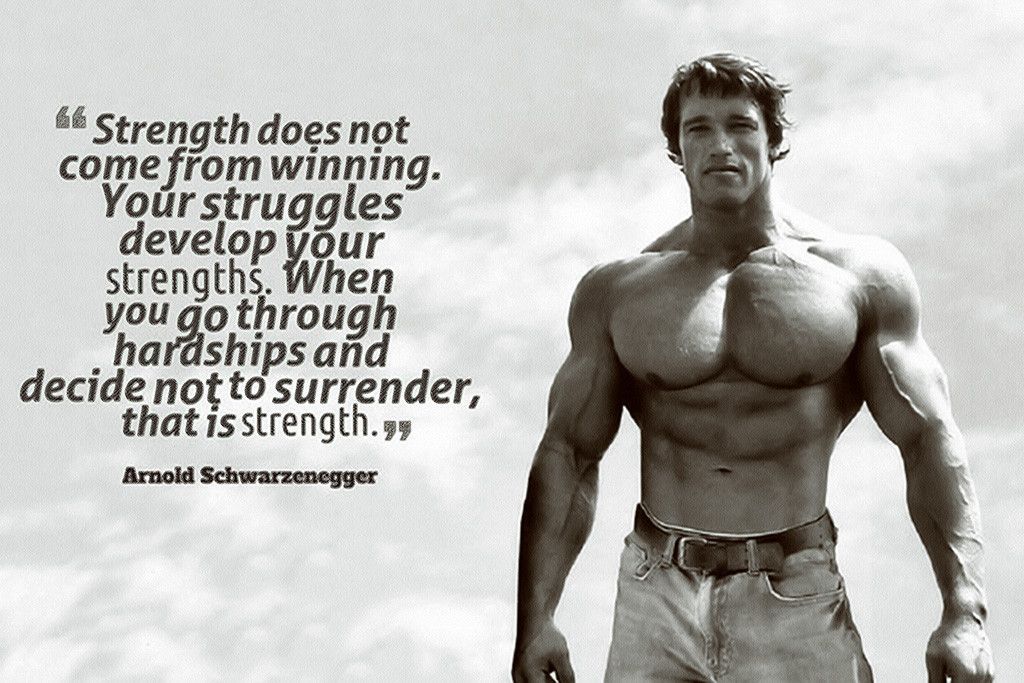 “ Strength does not
come from winning.
Your struggles
develop your
strengths. When
you go through
hardships and
decide not to surrender,
that is strength. ”
Arnold Schwarzenegger